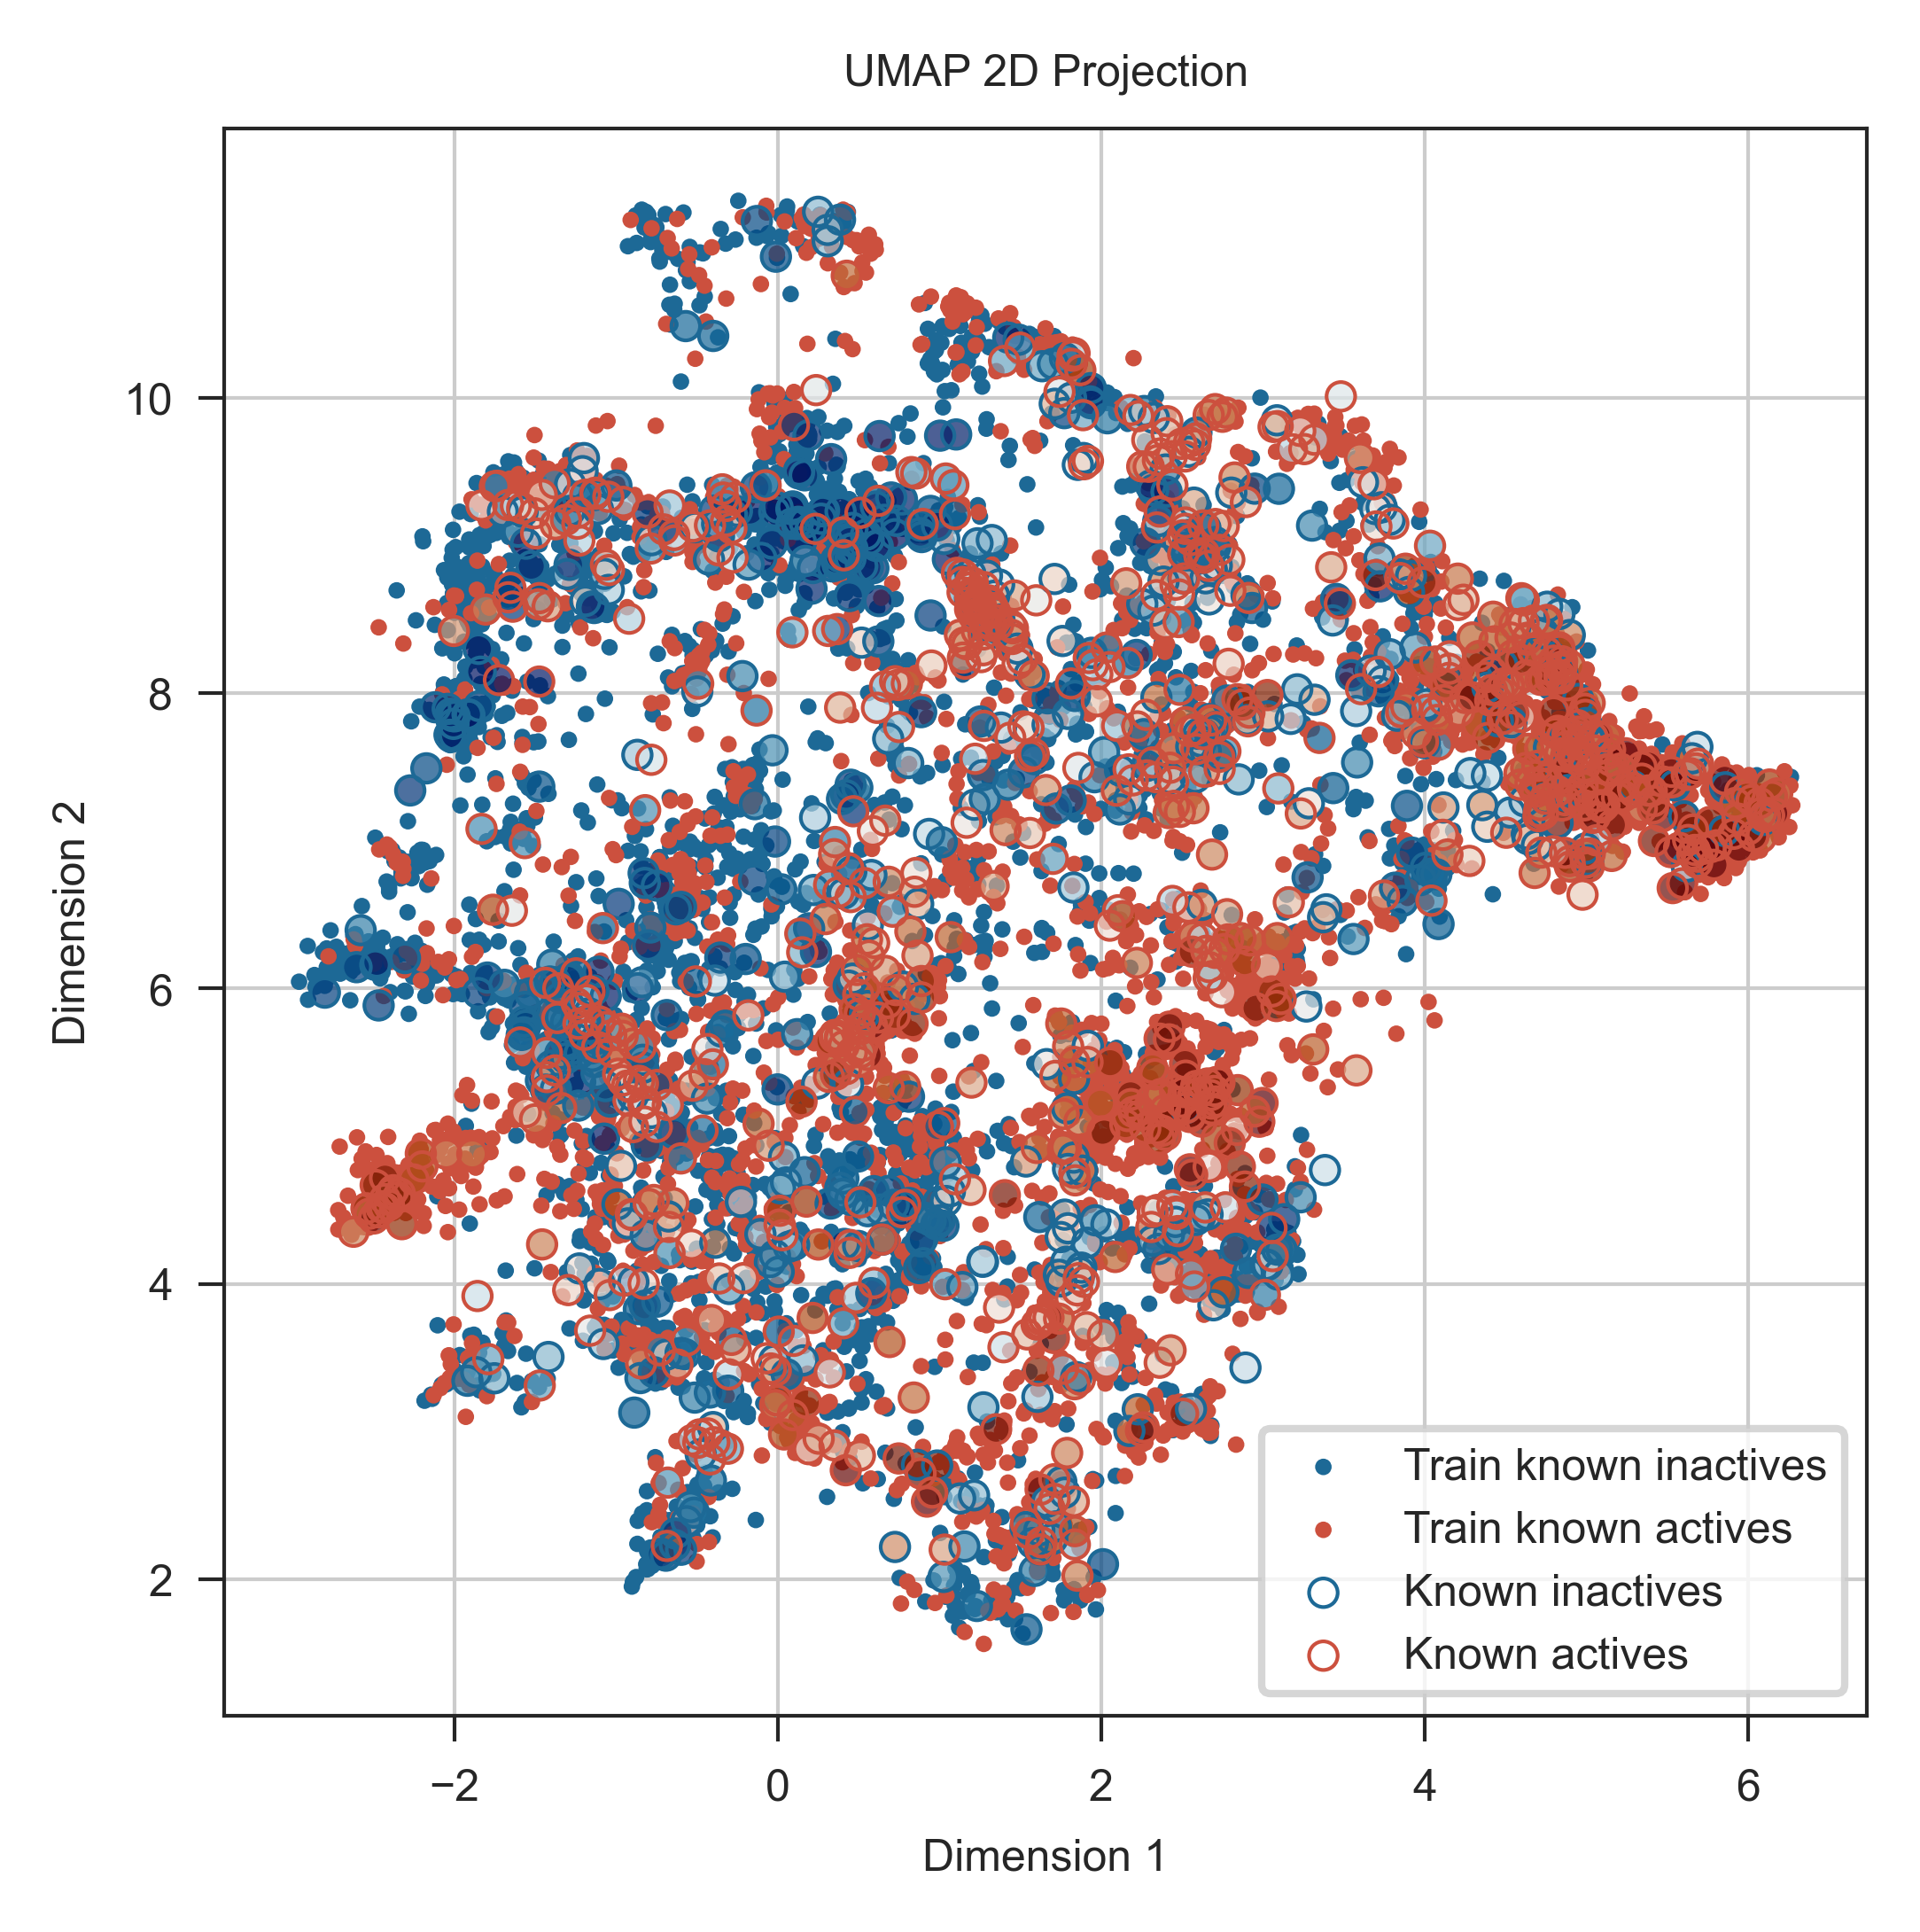 UMAP 2D Projection
10
8
6
4
2
Dimension 2
−2
0
2
4
6
Dimension 1
Train known inactives
Train known actives
Known inactives
Known actives